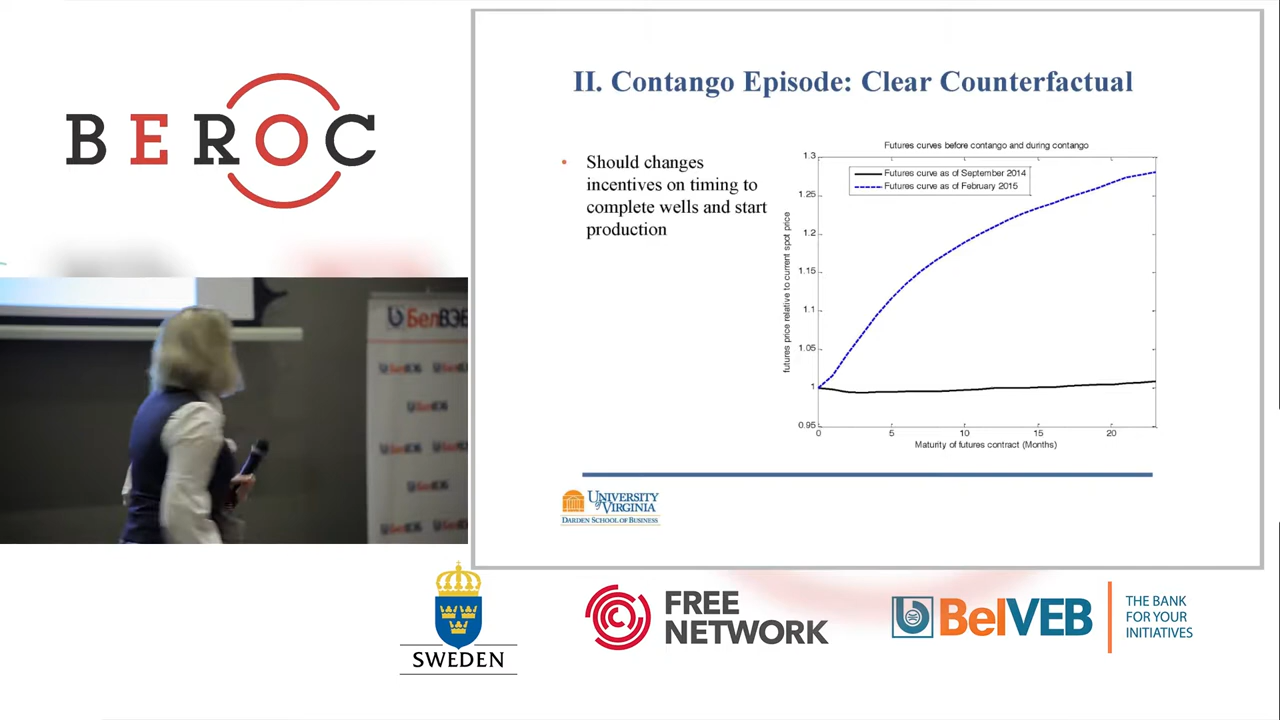 BEROC
II. Contango Episode: Clear Counterfactual
• Should changes
incentives on timing to
complete wells and start
production
Futures curves before contango and during contango
Futures curve as of September 2014
Futures curve as of February 2015
futures price relative to current spot price
1.3
1.25
1.2
1.15
1.1
1.05
1
0.95
0
5
10
15
20
Maturity of futures contract (Months)
UNIVERSITY
of VIRGINIA
DARDEN SCHOOL OF BUSINESS
БелВЭБ
SWEDEN
FREE
NETWORK
BelVEB
THE BANK
FOR YOUR
INITIATIVES